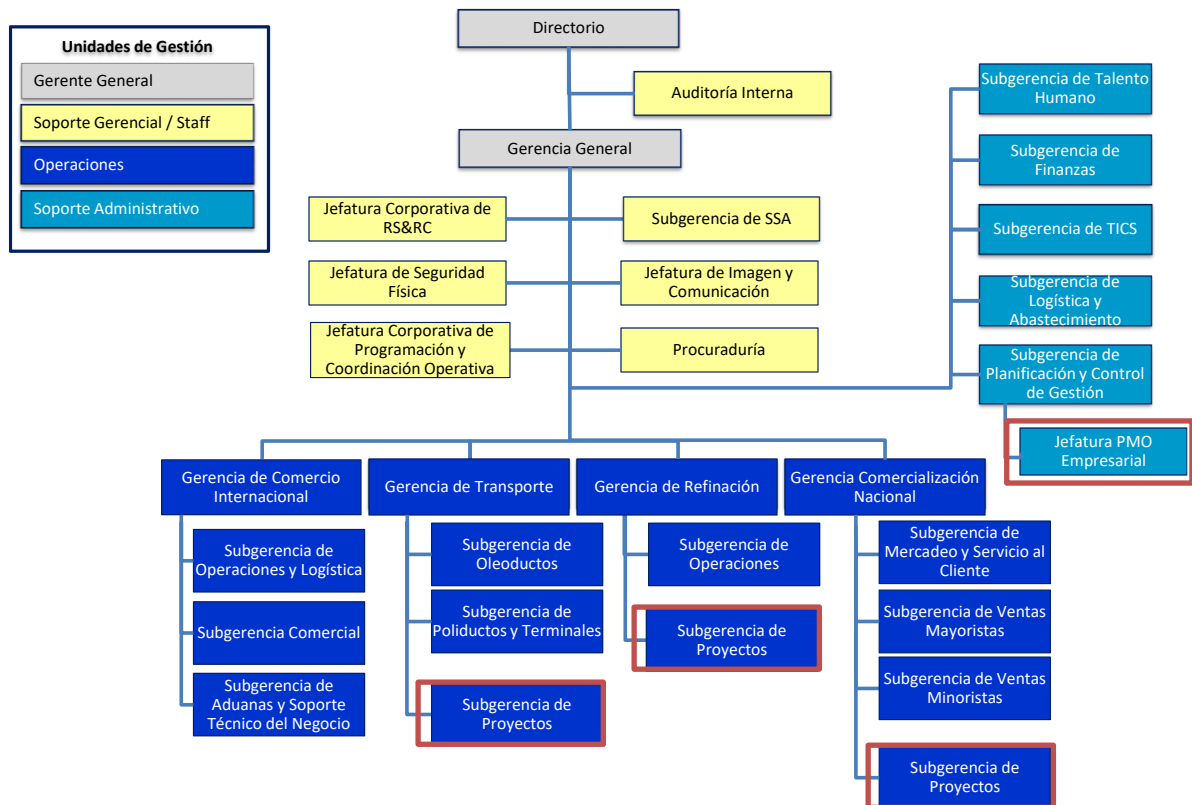 Unidades de Gestión
Gerente General
Soporte Gerencial / Staff
Operaciones
Soporte Administrativo
Directorio
Auditoría Interna
Gerencia General
Jefatura Corporativa de
RS&RC
Subgerencia de SSA
Jefatura de Seguridad
Física
Jefatura de Imagen y
Comunicación
Jefatura Corporativa de
Programación y
Coordinación Operativa
Procuraduría
Subgerencia de Talento
Humano
Subgerencia de
Finanzas
Subgerencia de TICS
Subgerencia de
Logística y
Abastecimiento
Subgerencia de
Planificación y Control
de Gestión
Jefatura PMO
Empresarial
Gerencia de Comercio
Internacional
Subgerencia de
Operaciones y Logística
Subgerencia Comercial
Subgerencia de
Aduanas y Soporte
Técnico del Negocio
Gerencia de Transporte
Subgerencia de
Oleoductos
Subgerencia de
Poliductos y Terminales
Subgerencia de
Proyectos
Gerencia de Refinación
Subgerencia de
Operaciones
Subgerencia de
Proyectos
Gerencia Comercialización
Nacional
Subgerencia de
Mercadeo y Servicio al
Cliente
Subgerencia de Ventas
Mayoristas
Subgerencia de Ventas
Minoristas
Subgerencia de
Proyectos